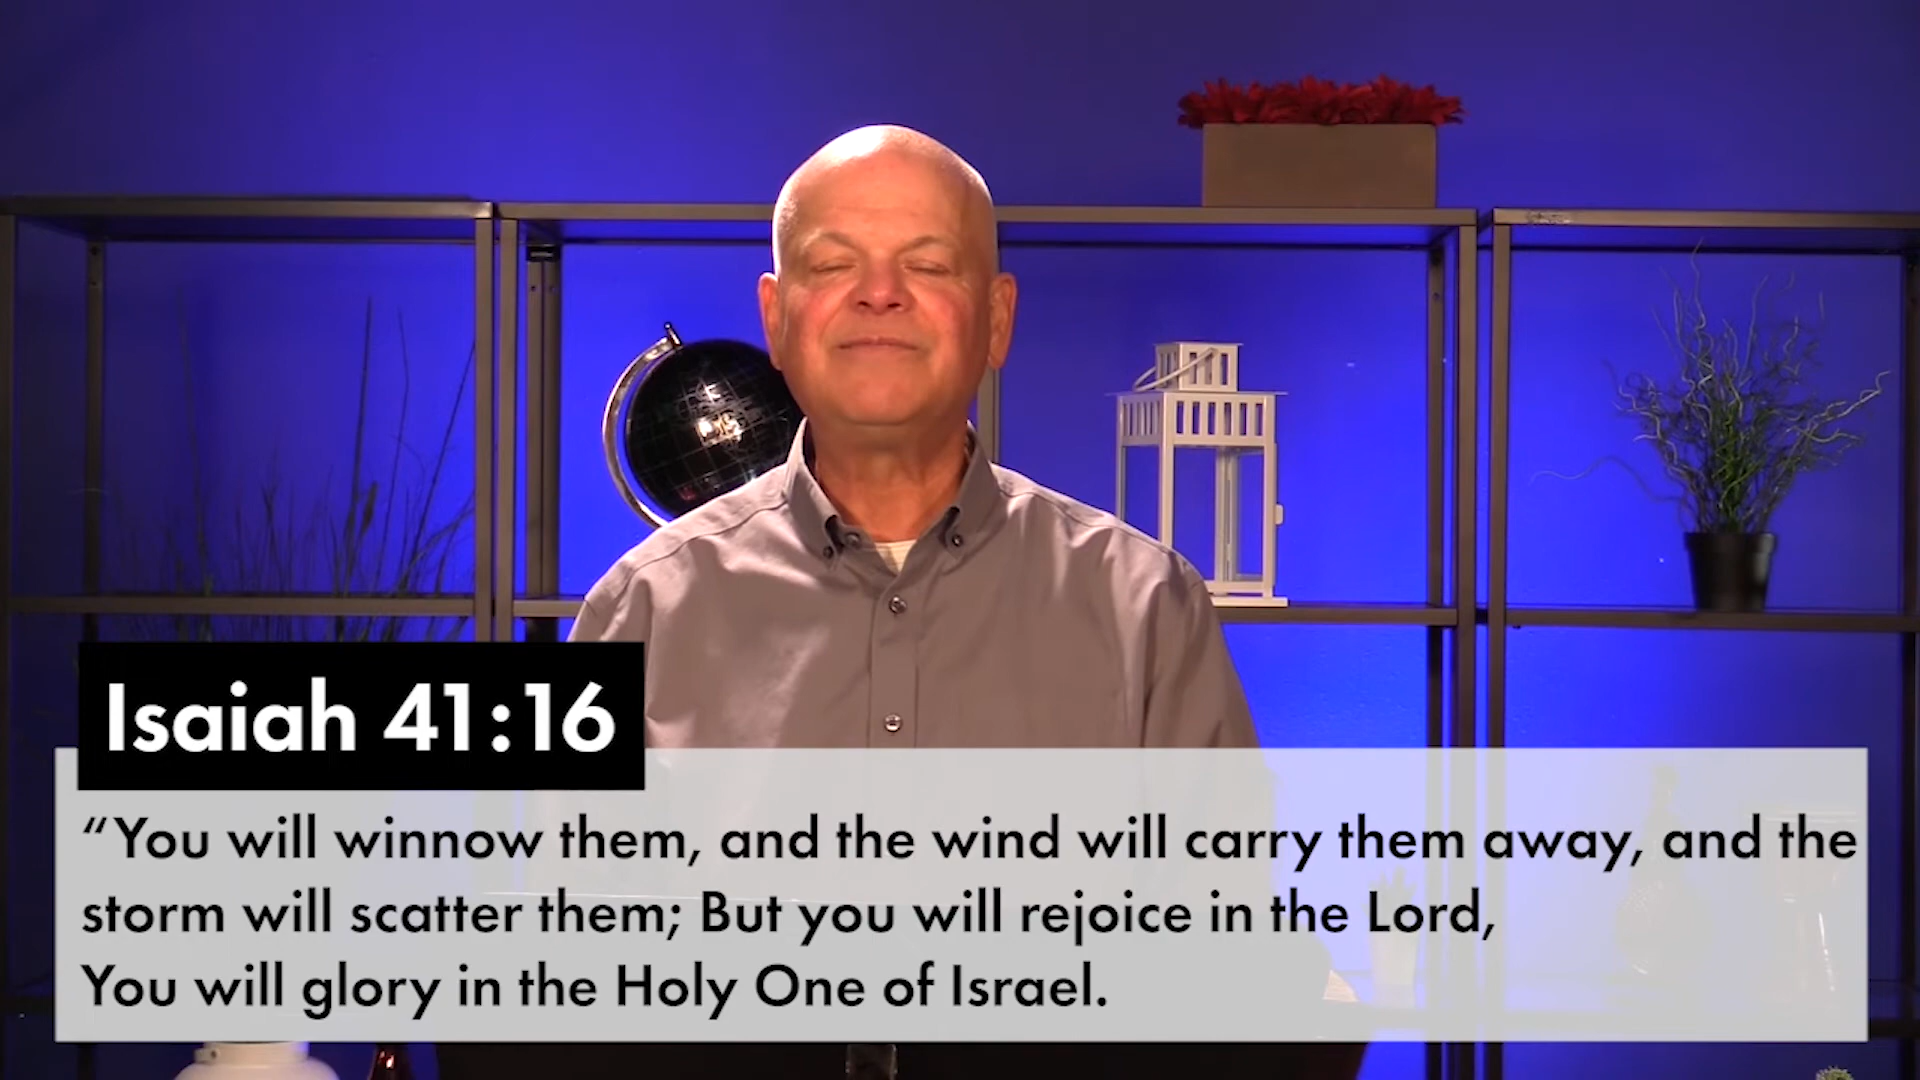 Isaiah 41:16
“You will winnow them, and the wind will carry them away, and the
storm will scatter them; But you will rejoice in the Lord,
You will glory in the Holy One of Israel.